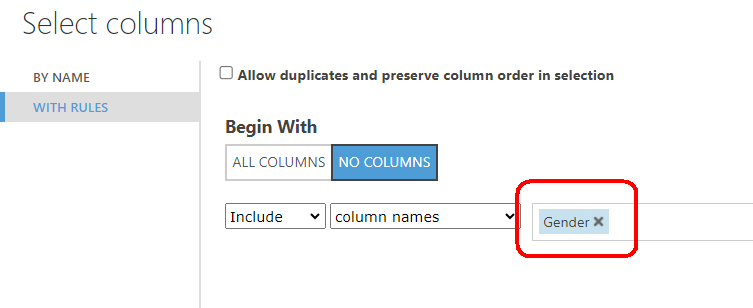 Select columns
BY NAME
WITH RULES
Allow duplicates and preserve column order in selection
Begin With
ALL COLUMNS NO COLUMNS
Include column names Gender